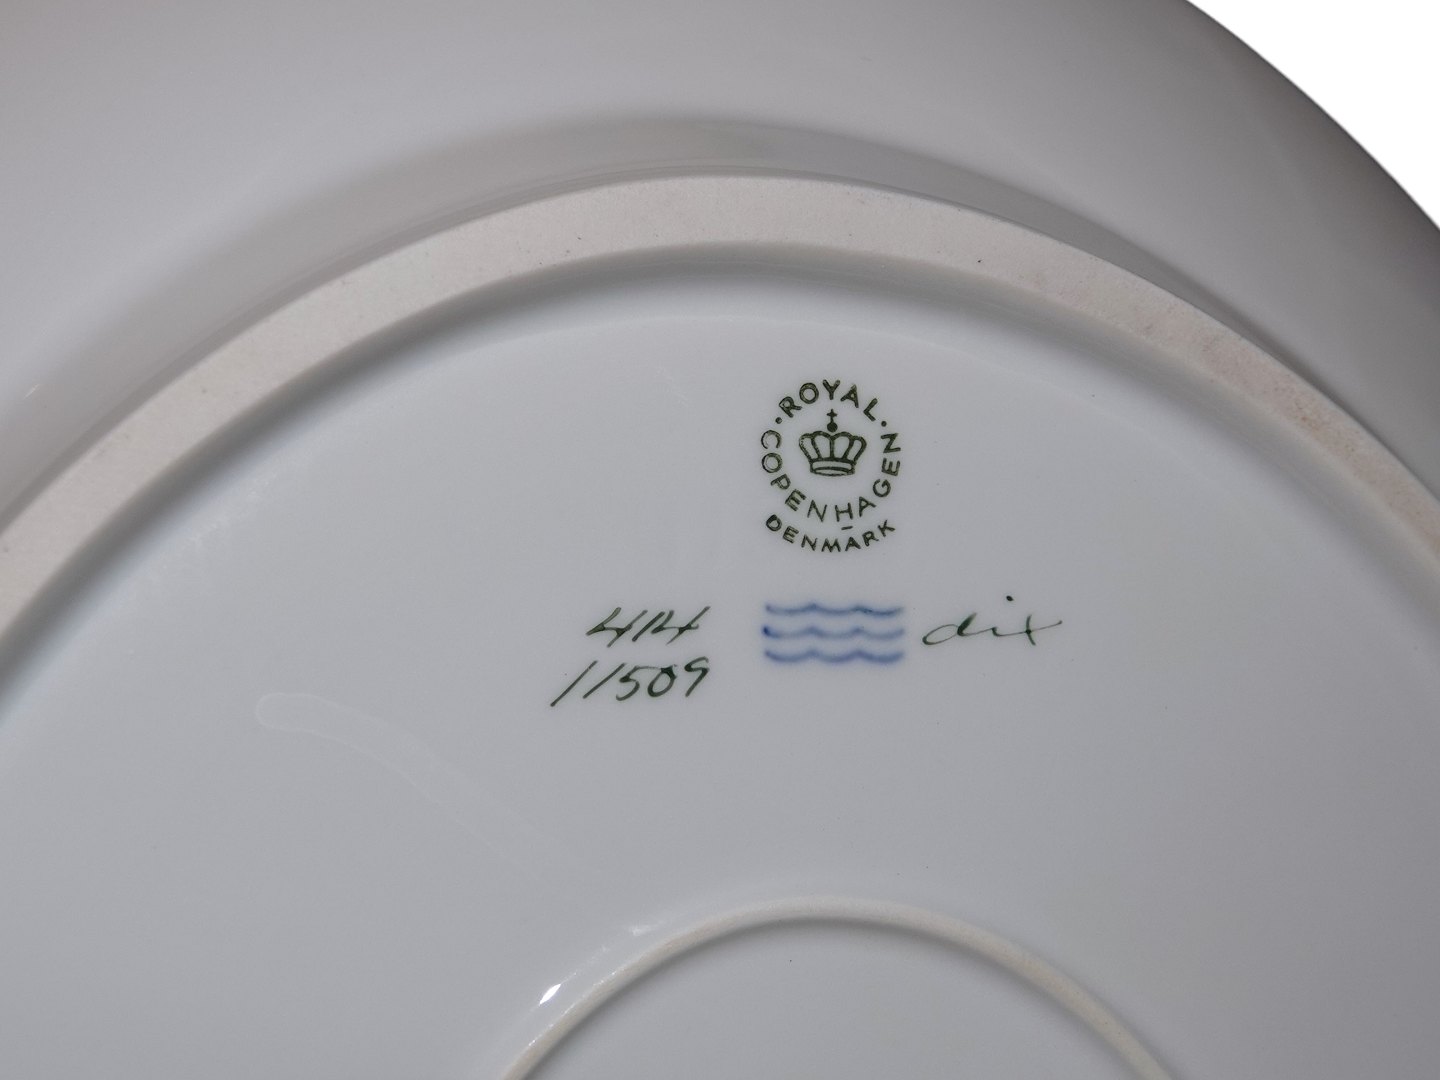 ROYAL
COPENHAGEN
DENMARK
414 dix
11509